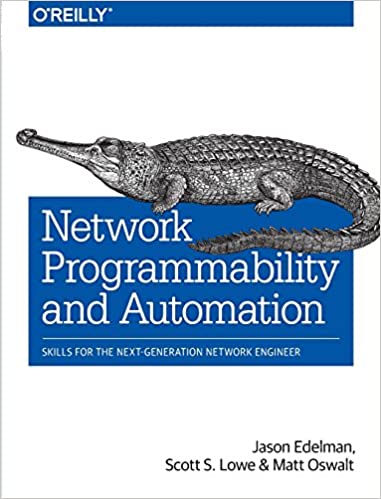 O'REILLY®
Network
Programmability
and Automation
SKILLS FOR THE NEXT-GENERATION NETWORK ENGINEER
Jason Edelman,
Scott S. Lowe & Matt Oswalt